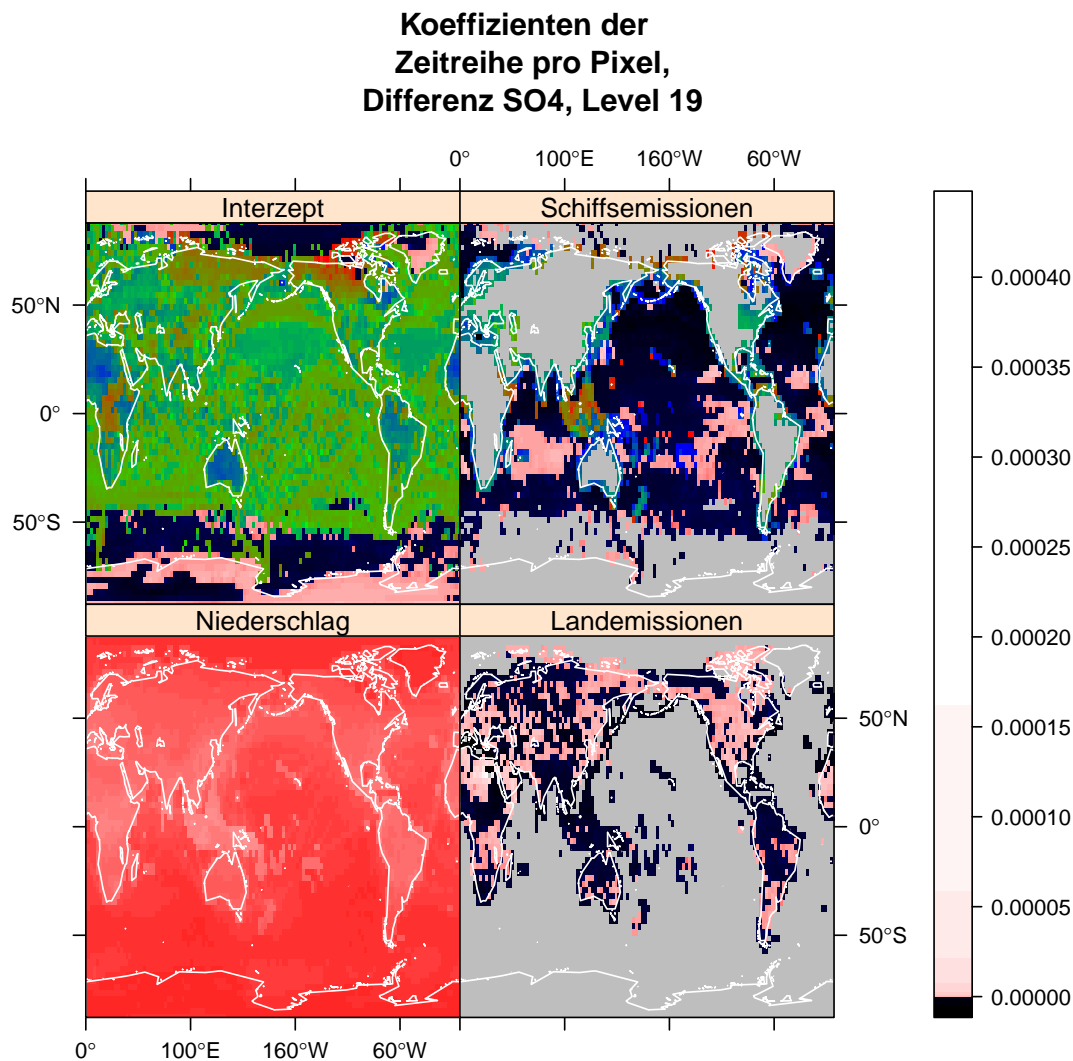 Koeffizienten der
Zeitreihe pro Pixel,
Differenz SO4, Level 19
0° 100°E 160°W 60°W
Interzept Schiffsemissionen
50°N
0°
50°S
Niederschlag Landemissionen
50°N
0°
50°S
0° 100°E 160°W 60°W
0.00040
0.00035
0.00030
0.00025
0.00020
0.00015
0.00010
0.00005
0.00000